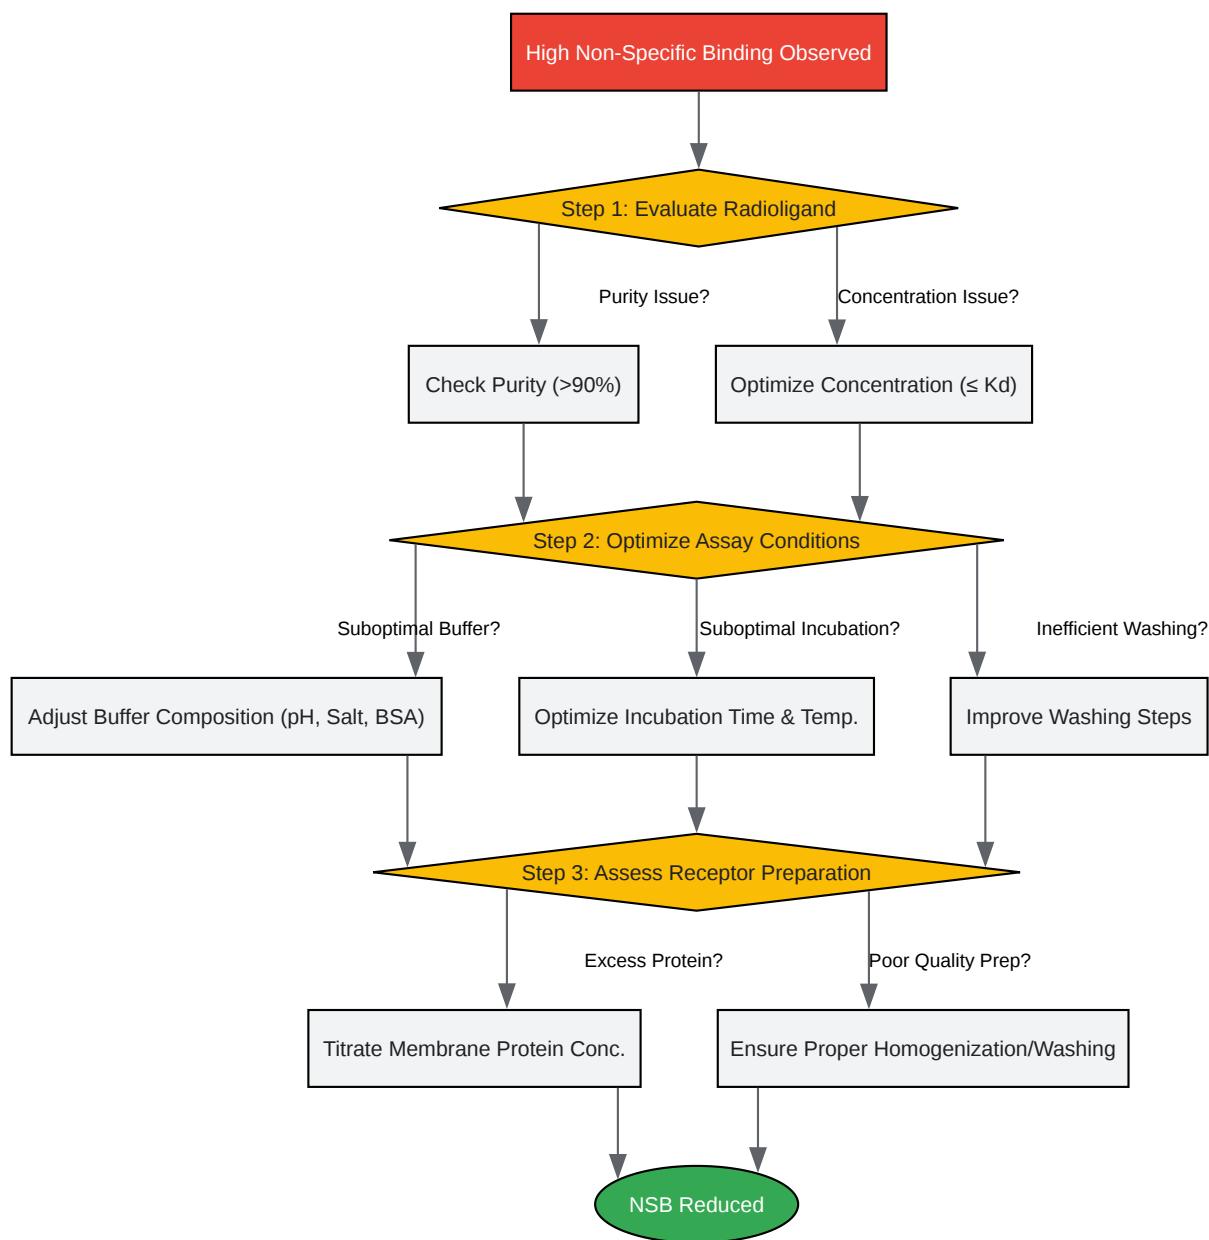 High Non-Specific Binding Observed
Step 1: Evaluate Radioligand
Purity Issue?
Concentration Issue?
Check Purity (>90%)
Optimize Concentration (≤ Kd)
Step 2: Optimize Assay Conditions
Suboptimal Buffer?
Suboptimal Incubation?
Inefficient Washing?
Adjust Buffer Composition (pH, Salt, BSA)
Optimize Incubation Time & Temp.
Improve Washing Steps
Step 3: Assess Receptor Preparation
Excess Protein?
Poor Quality Prep?
Titrate Membrane Protein Conc.
Ensure Proper Homogenization/Washing
NSB Reduced